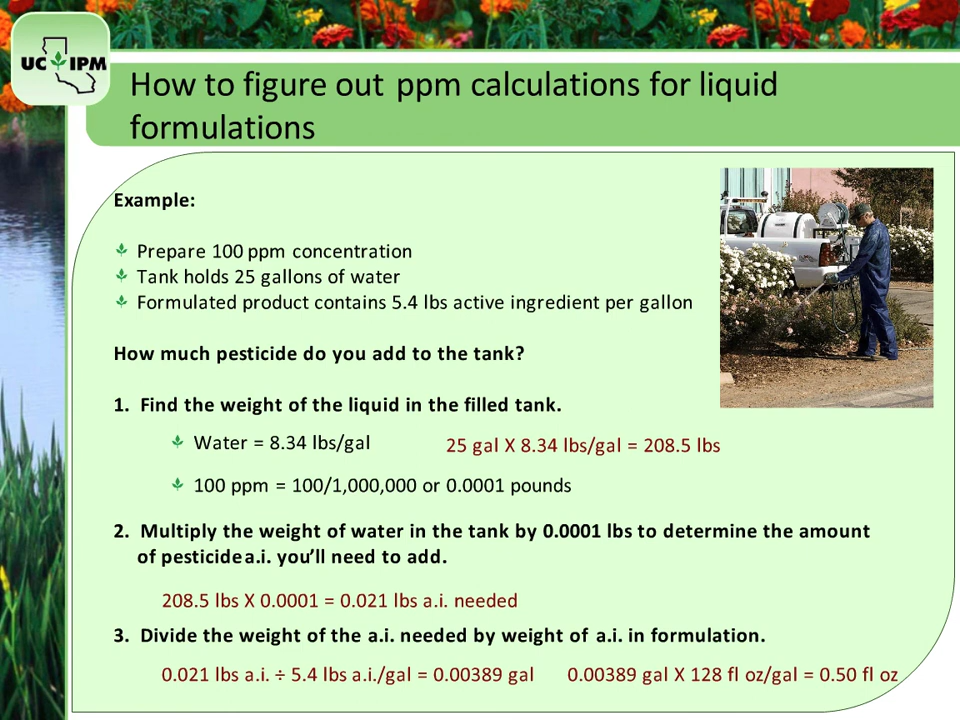 UC IPM
How to figure out ppm calculations for liquid
formulations
Example:
Prepare 100 ppm concentration
Tank holds 25 gallons of water
Formulated product contains 5.4 lbs active ingredient per gallon
How much pesticide do you add to the tank?
1. Find the weight of the liquid in the filled tank.
Water = 8.34 lbs/gal 25 gal X 8.34 lbs/gal = 208.5 lbs
100 ppm = 100/1,000,000 or 0.0001 pounds
2. Multiply the weight of water in the tank by 0.0001 lbs to determine the amount
of pesticide a.i. you’ll need to add.
208.5 lbs X 0.0001 = 0.021 lbs a.i. needed
3. Divide the weight of the a.i. needed by weight of a.i. in formulation.
0.021 lbs a.i. ÷ 5.4 lbs a.i./gal = 0.00389 gal 0.00389 gal X 128 fl oz/gal = 0.50 fl oz